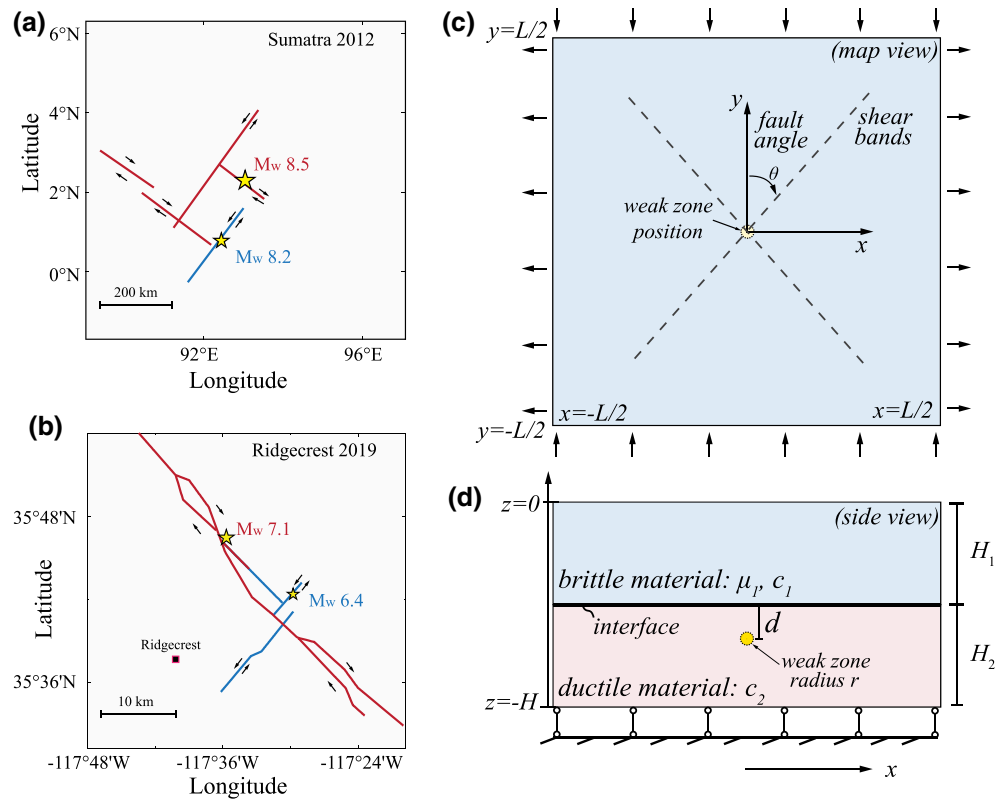 (a)
Sumatra 2012
6°N
4°N
2°N
0°N
Latitude
Mw 8.5
Mw 8.2
200 km
92°E
96°E
Longitude
(b)
Ridgecrest 2019
35°48'N
35°36'N
Latitude
Mw 7.1
Mw 6.4
Ridgecrest
10 km
-117°48'W
-117°36'W
-117°24'W
Longitude
(c)
y=L/2
(map view)
y
fault
angle
shear
bands
θ
weak zone
position
x
x=-L/2
x=L/2
y=-L/2
(d)
z=0
(side view)
H1
brittle material: μ1, c1
interface
d
weak zone
radius r
H2
ductile material: c2
z=-H
x